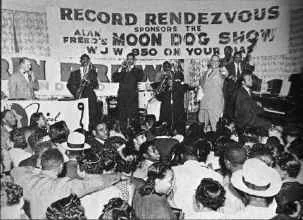 RECORD RENDEZVOUS
SPONSORS THE
ALAN
FREED'S MOON DOG SHOW
WJW 850 ON YOUR DIAL